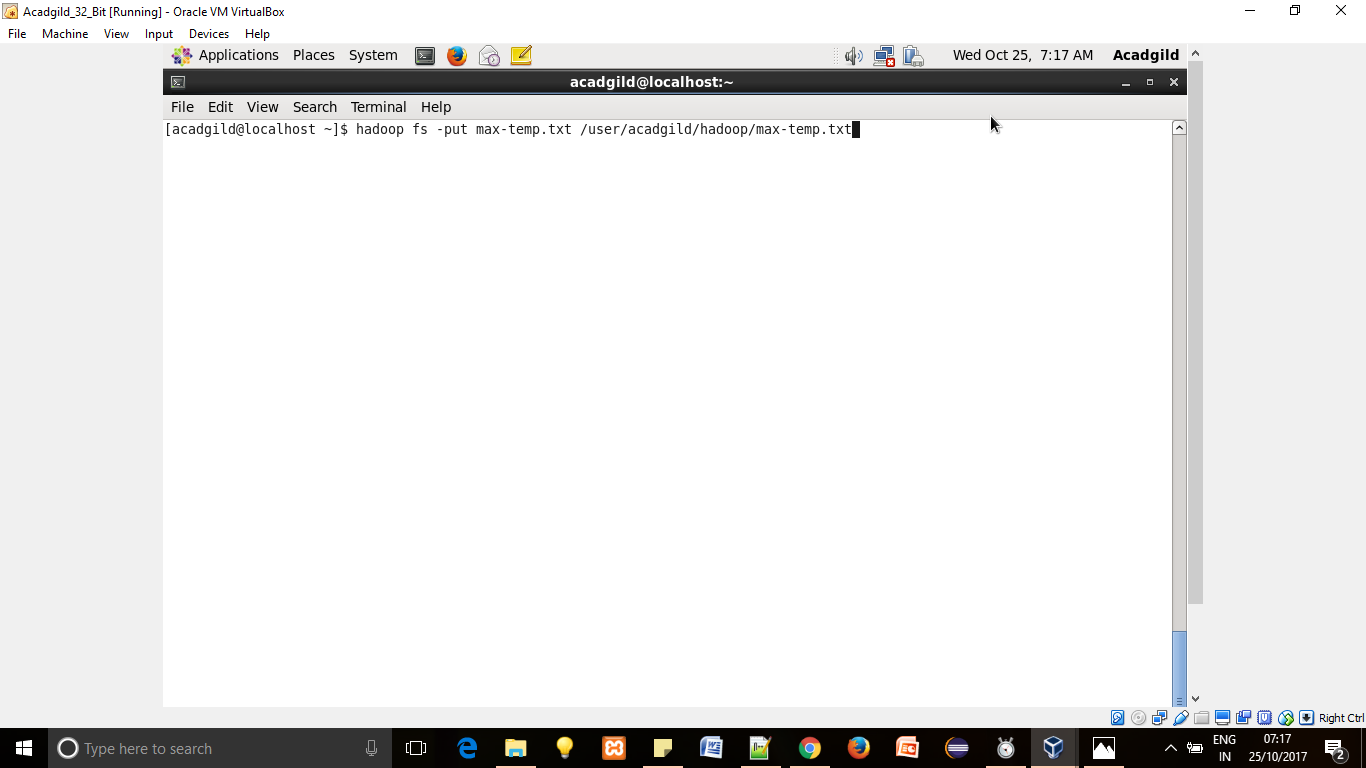 Acadgild_32_Bit [Running] - Oracle VM VirtualBox
File Machine View Input Devices Help
Applications Places System Wed Oct 25, 7:17 AM Acadgild
acadgild@localhost:~
File Edit View Search Terminal Help
[acadgild@localhost ~]$ hadoop fs -put max-temp.txt /user/acadgild/hadoop/max-temp.txt
Right Ctrl
Type here to search
ENG 07:17
IN 25/10/2017 2